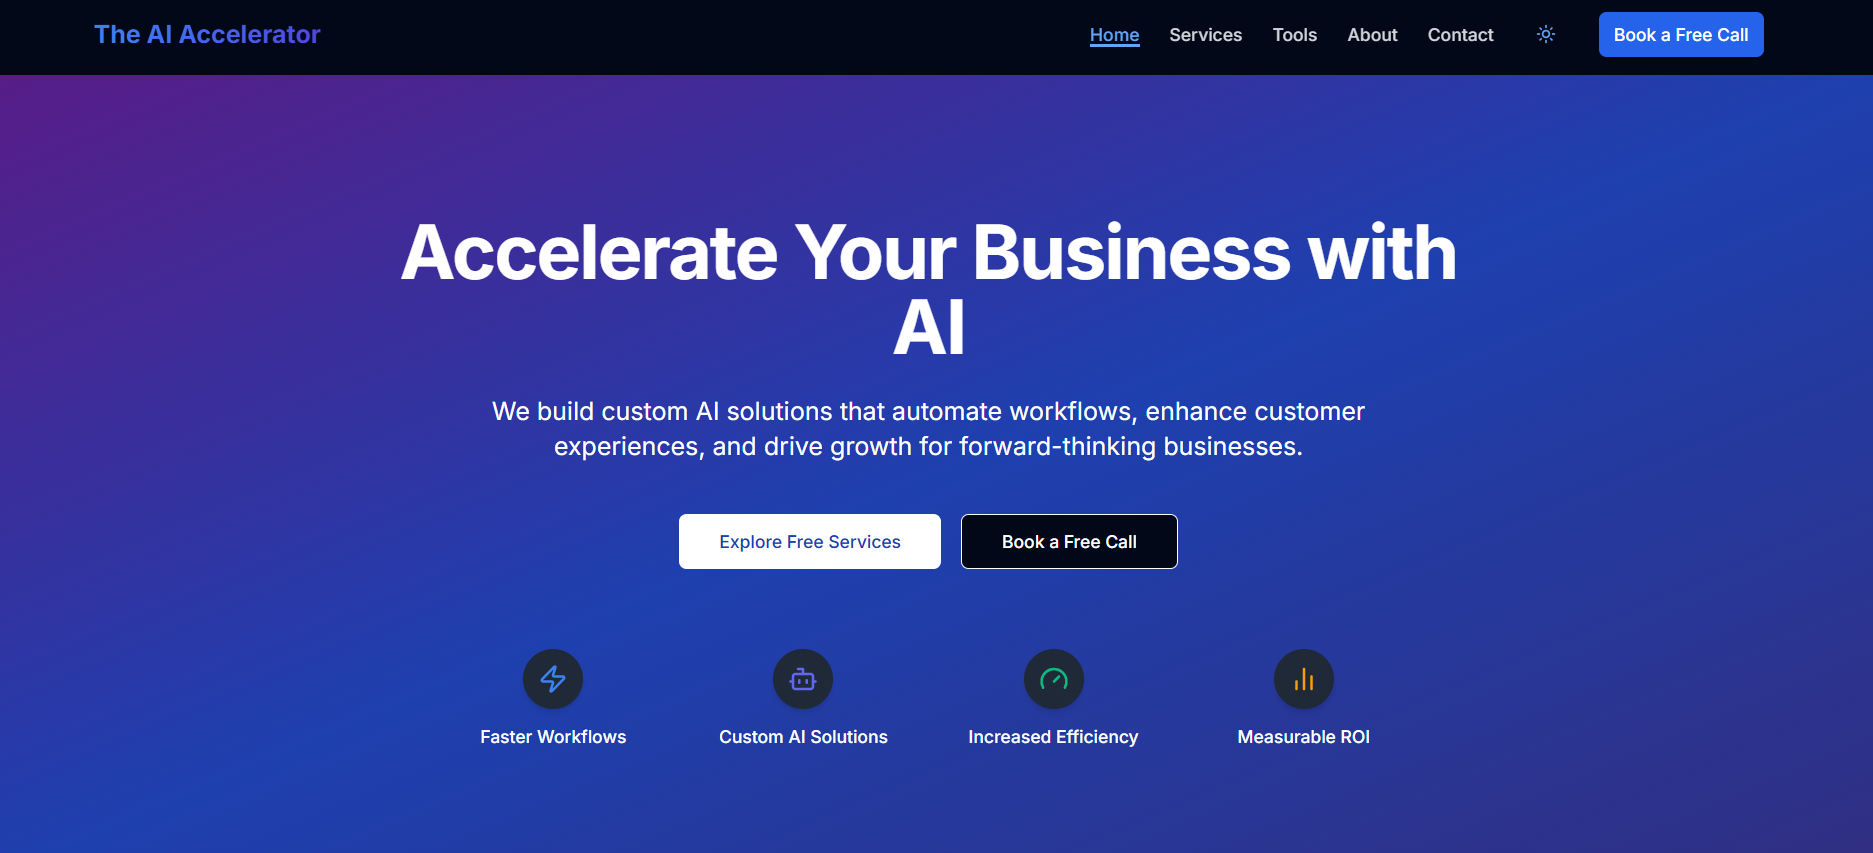 The AI Accelerator
Home
Services
Tools
About
Contact
Book a Free Call
Accelerate Your Business with
AI
We build custom AI solutions that automate workflows, enhance customer
experiences, and drive growth for forward-thinking businesses.
Explore Free Services
Book a Free Call
Faster Workflows
Custom AI Solutions
Increased Efficiency
Measurable ROI